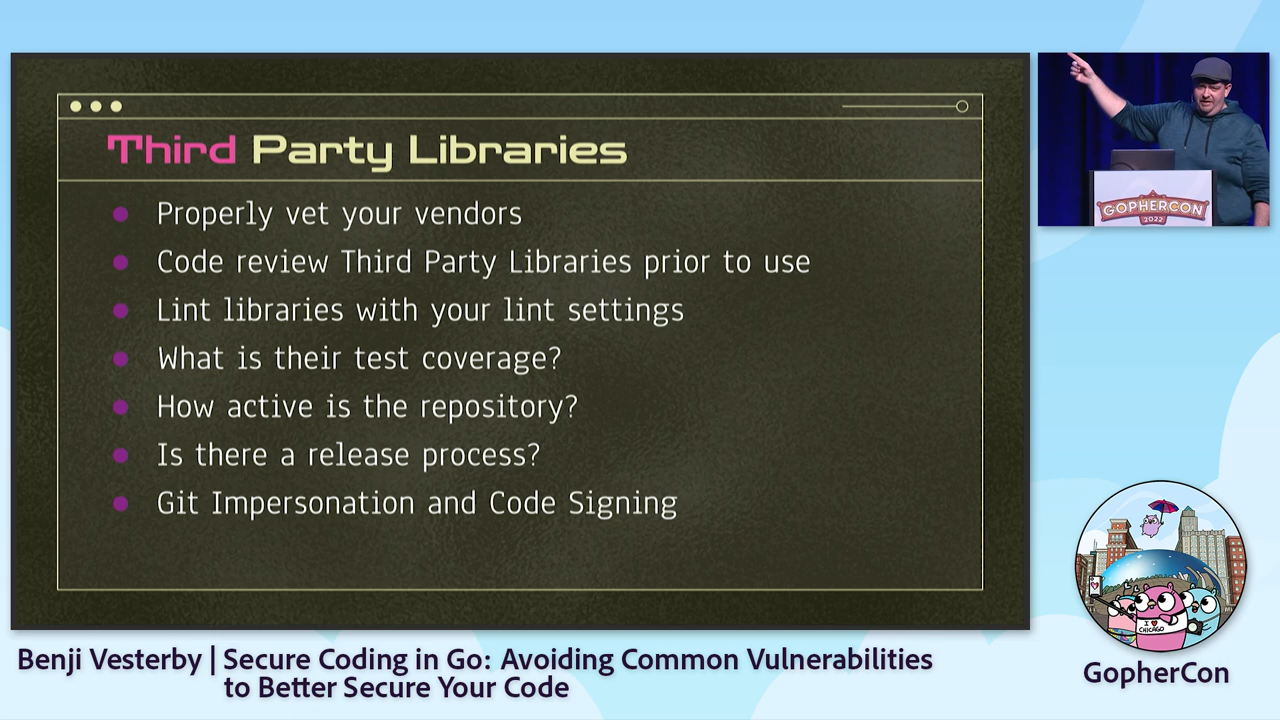 Third Party Libraries
Properly vet your vendors
Code review Third Party Libraries prior to use
Lint libraries with your lint settings
What is their test coverage?
How active is the repository?
Is there a release process?
Git Impersonation and Code Signing
GOPHERCON
2022
I ♥
CHICAGO
Benji Vesterby | Secure Coding in Go: Avoiding Common Vulnerabilities
to Better Secure Your Code
GopherCon